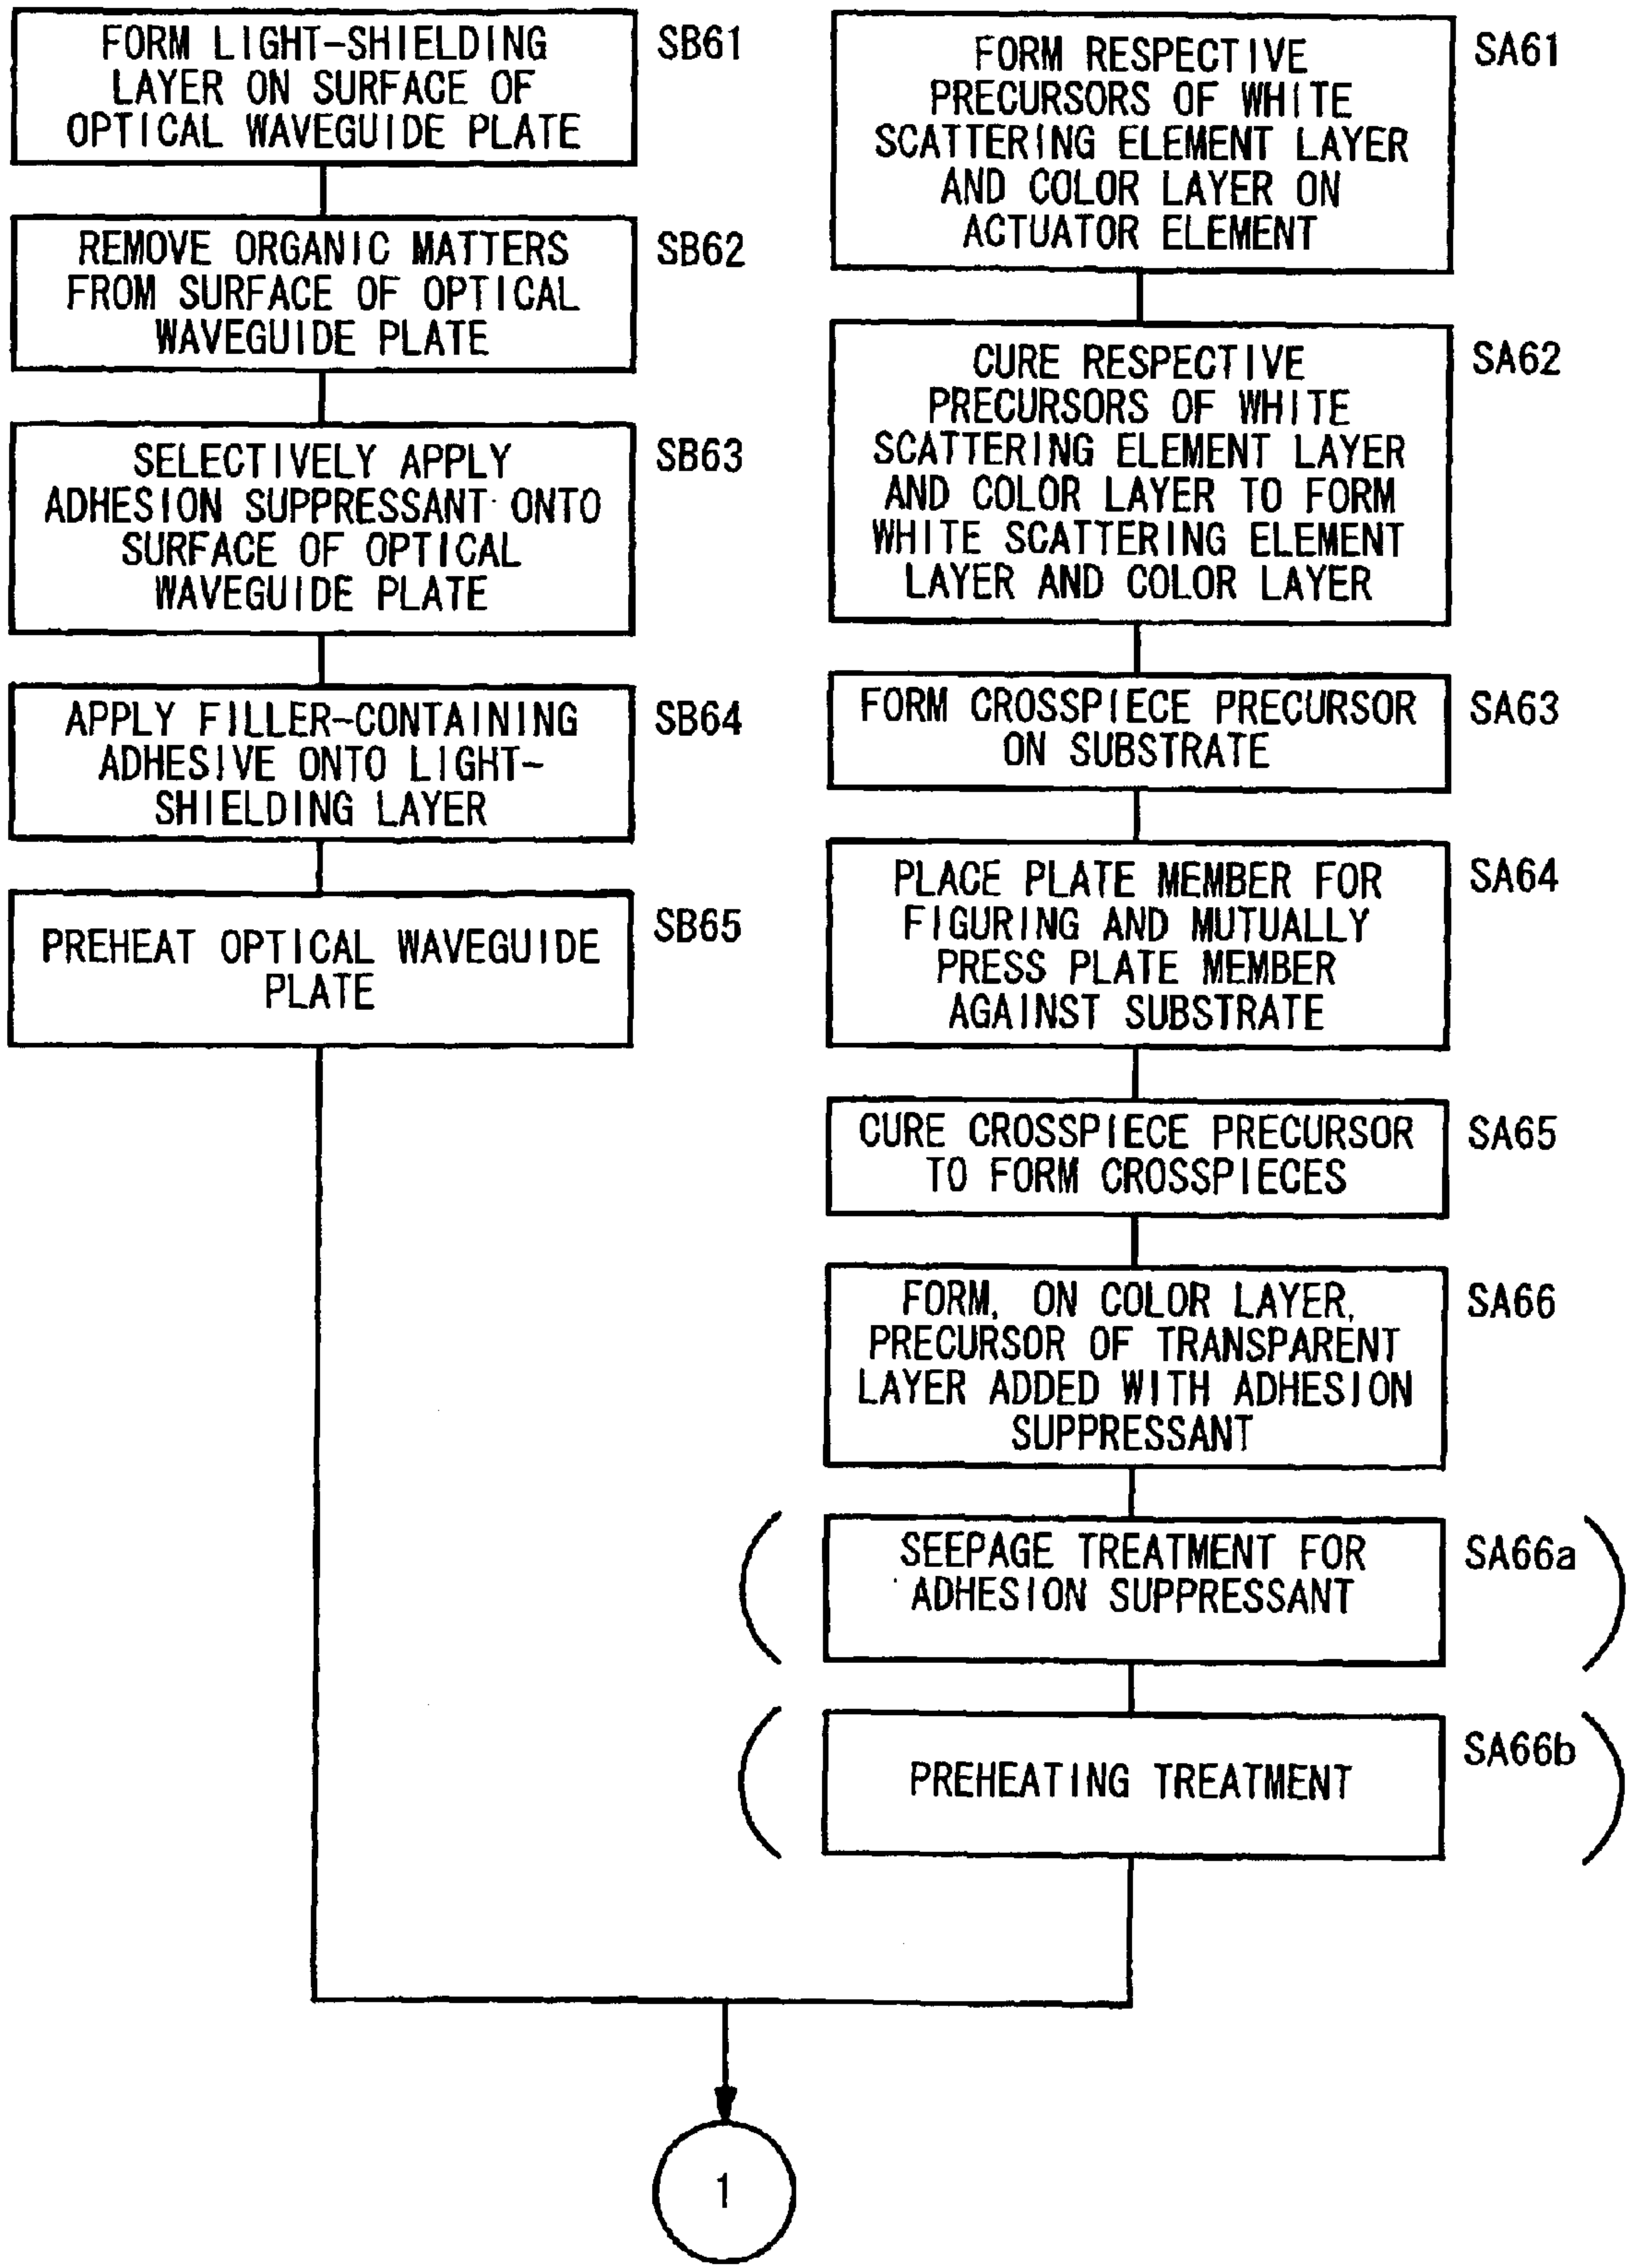 FORM LIGHT-SHIELDING
LAYER ON SURFACE OF
OPTICAL WAVEGUIDE PLATE
SB61
REMOVE ORGANIC MATTERS
FROM SURFACE OF OPTICAL
WAVEGUIDE PLATE
SB62
SELECTIVELY APPLY
ADHESION SUPPRESSANT ONTO
SURFACE OF OPTICAL
WAVEGUIDE PLATE
SB63
APPLY FILLER-CONTAINING
ADHESIVE ONTO LIGHT-
SHIELDING LAYER
SB64
PREHEAT OPTICAL WAVEGUIDE
PLATE
SB65
FORM RESPECTIVE
PRECURSORS OF WHITE
SCATTERING ELEMENT LAYER
AND COLOR LAYER ON
ACTUATOR ELEMENT
SA61
CURE RESPECTIVE
PRECURSORS OF WHITE
SCATTERING ELEMENT LAYER
AND COLOR LAYER TO FORM
WHITE SCATTERING ELEMENT
LAYER AND COLOR LAYER
SA62
FORM CROSSPIECE PRECURSOR
ON SUBSTRATE
SA63
PLACE PLATE MEMBER FOR
FIGURING AND MUTUALLY
PRESS PLATE MEMBER
AGAINST SUBSTRATE
SA64
CURE CROSSPIECE PRECURSOR
TO FORM CROSSPIECES
SA65
FORM, ON COLOR LAYER,
PRECURSOR OF TRANSPARENT
LAYER ADDED WITH ADHESION
SUPPRESSANT
SA66
SEEPAGE TREATMENT FOR
ADHESION SUPPRESSANT
SA66a
PREHEATING TREATMENT
SA66b
1